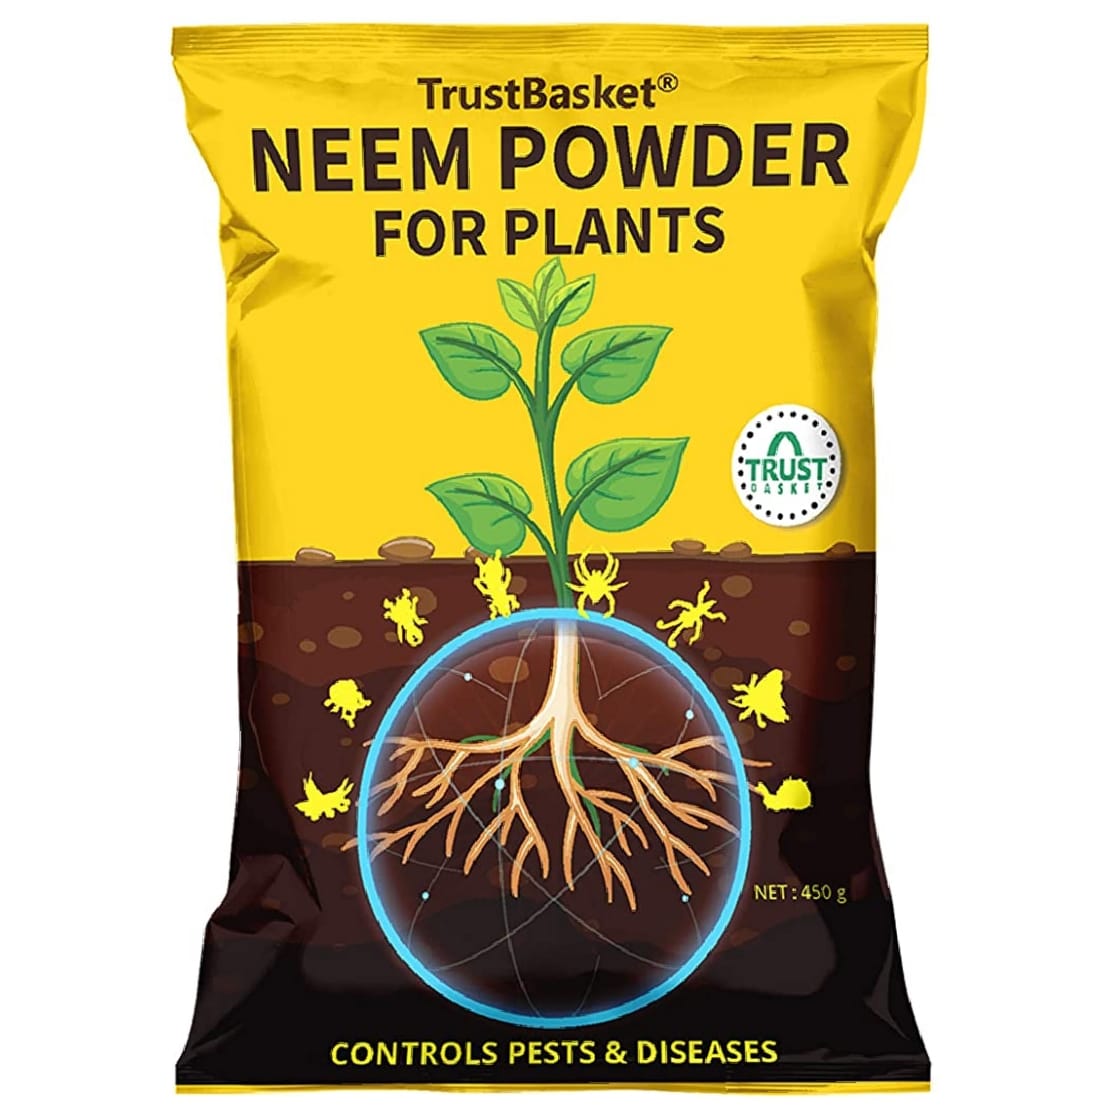 TrustBasket®
NEEM POWDER
FOR PLANTS
TRUST
BASKET
NET : 450 g
CONTROLS PESTS & DISEASES